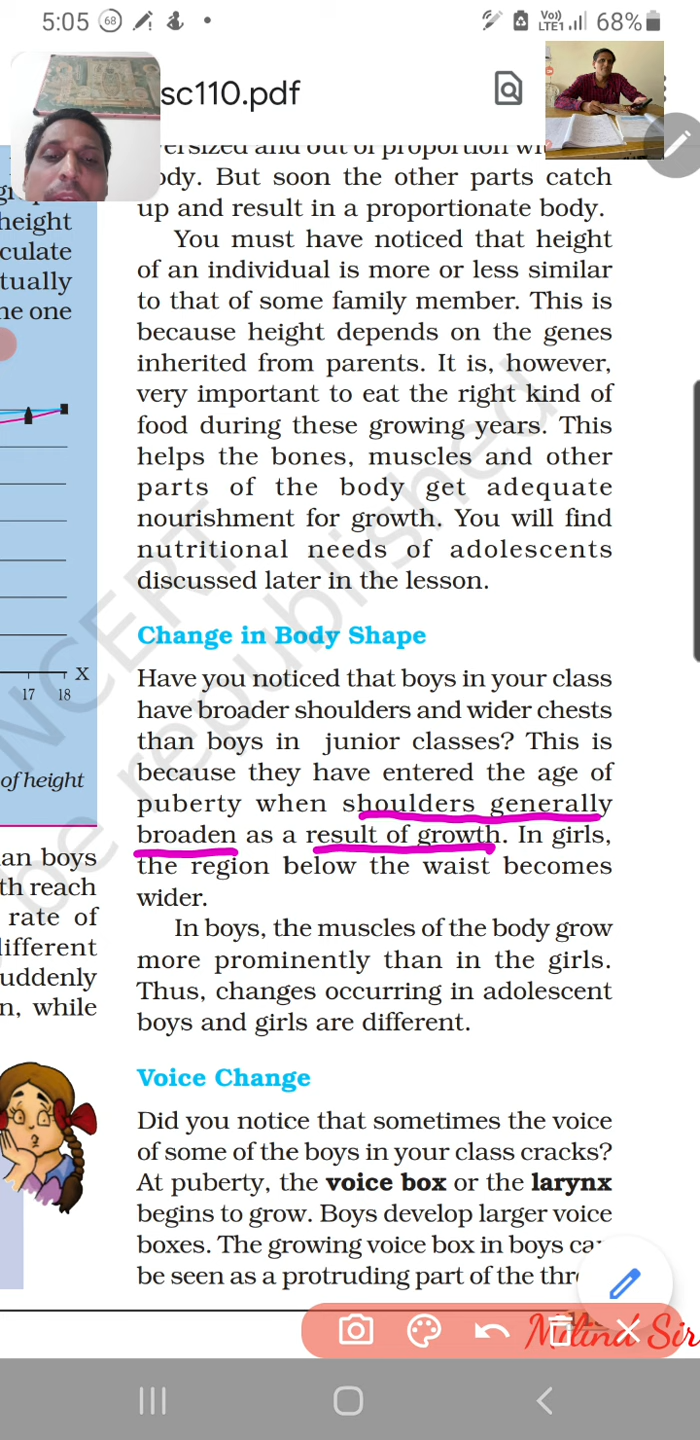 5:05
68
Vo))
LTE1
68%
sc110.pdf
height
culate
tually
he one
X
17 18
of height
an boys
th reach
rate of
lifferent
uddenly
n, while
ody. But soon the other parts catch
up and result in a proportionate body.
You must have noticed that height
of an individual is more or less similar
to that of some family member. This is
because height depends on the genes
inherited from parents. It is, however,
very important to eat the right kind of
food during these growing years. This
helps the bones, muscles and other
parts of the body get adequate
nourishment for growth. You will find
nutritional needs of adolescents
discussed later in the lesson.
Change in Body Shape
Have you noticed that boys in your class
have broader shoulders and wider chests
than boys in junior classes? This is
because they have entered the age of
puberty when shoulders generally
broaden as a result of growth. In girls,
the region below the waist becomes
wider.
In boys, the muscles of the body grow
more prominently than in the girls.
Thus, changes occurring in adolescent
boys and girls are different.
Voice Change
Did you notice that sometimes the voice
of some of the boys in your class cracks?
At puberty, the voice box or the larynx
begins to grow. Boys develop larger voice
boxes. The growing voice box in boys ca
be seen as a protruding part of the thr
Milind Sir
NCERT
be republished